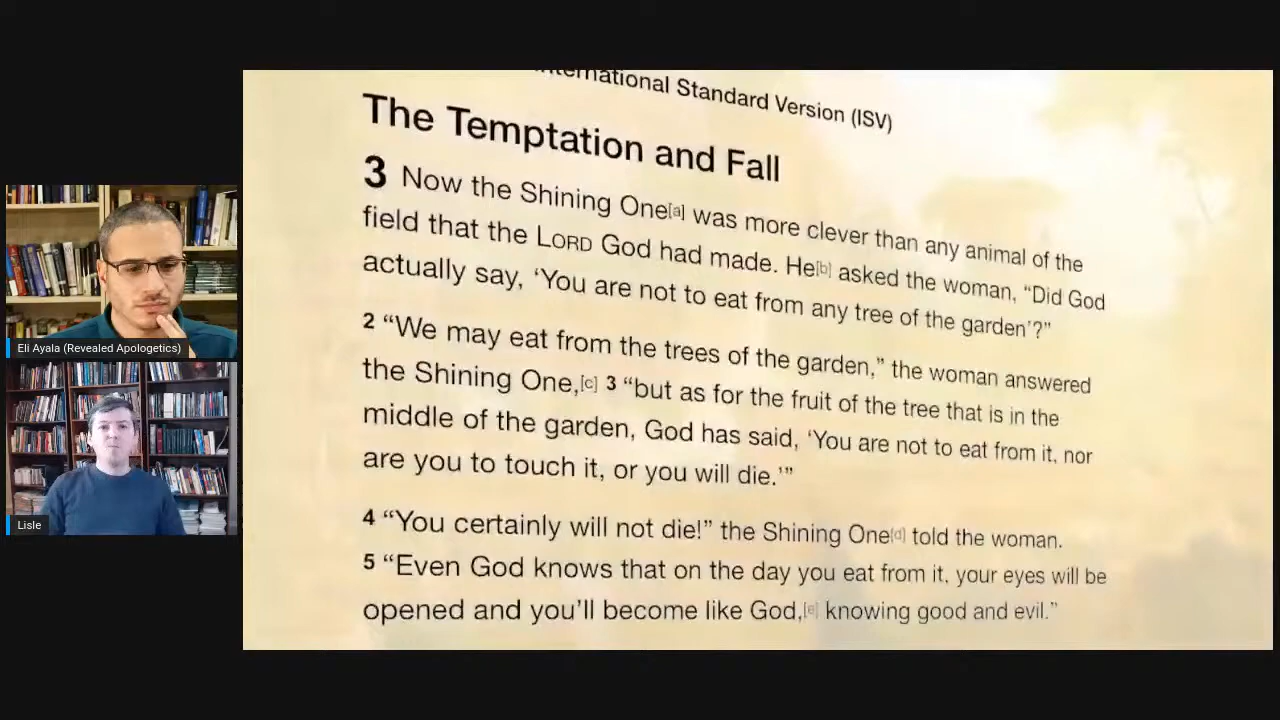 International Standard Version (ISV)
The Temptation and Fall
3 Now the Shining One[a] was more clever than any animal of the
field that the LORD God had made. He[b] asked the woman, “Did God
actually say, ‘You are not to eat from any tree of the garden’?”
2 “We may eat from the trees of the garden,” the woman answered
the Shining One,[c] 3 “but as for the fruit of the tree that is in the
middle of the garden, God has said, ‘You are not to eat from it, nor
are you to touch it, or you will die.’”
4 “You certainly will not die!” the Shining One[d] told the woman.
5 “Even God knows that on the day you eat from it, your eyes will be
opened and you’ll become like God,[e] knowing good and evil.”
Eli Ayala (Revealed Apologetics)
Lisle